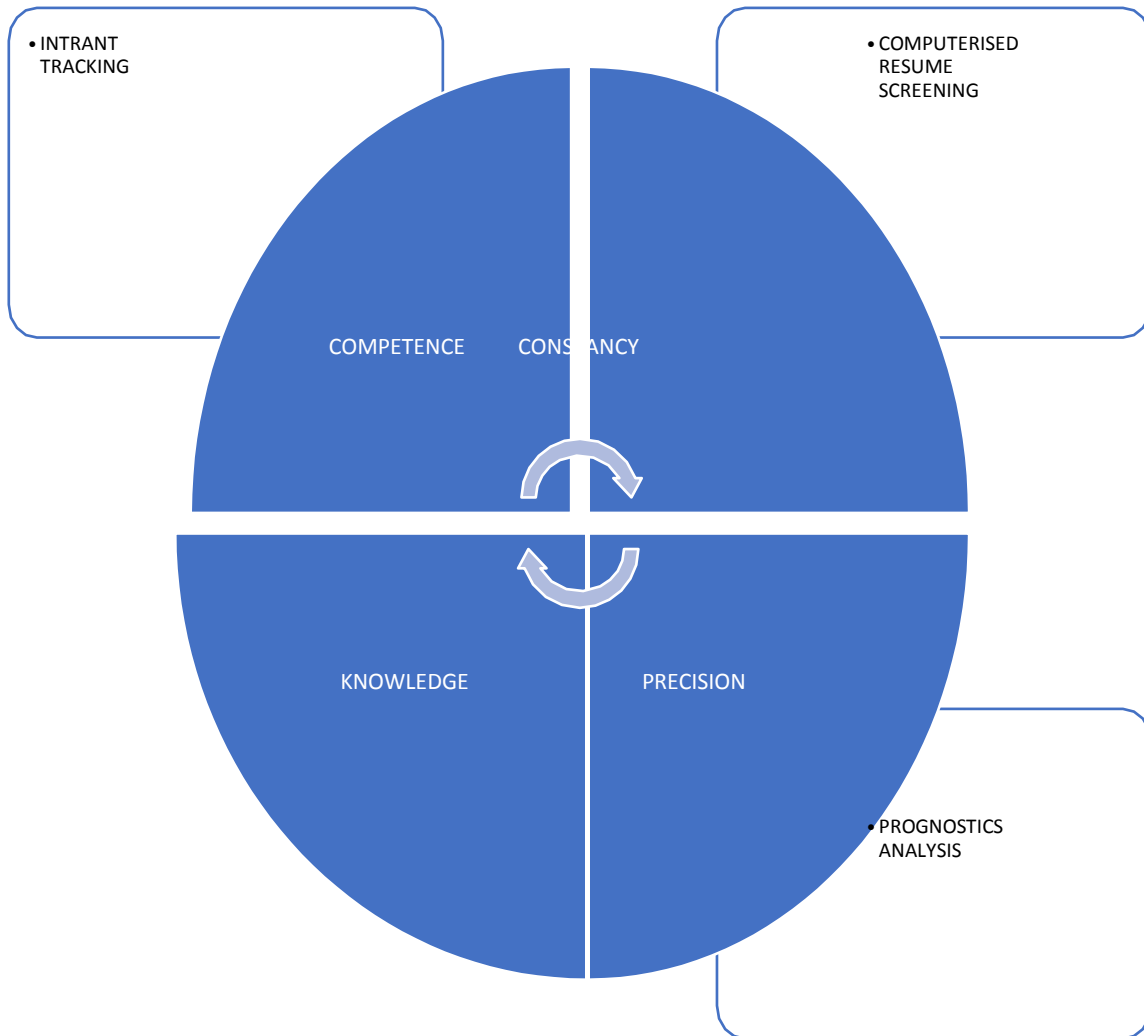 • INTRANT
TRACKING
• COMPUTERISED
RESUME
SCREENING
COMPETENCE
CONSTANCY
KNOWLEDGE
PRECISION
• PROGNOSTICS
ANALYSIS